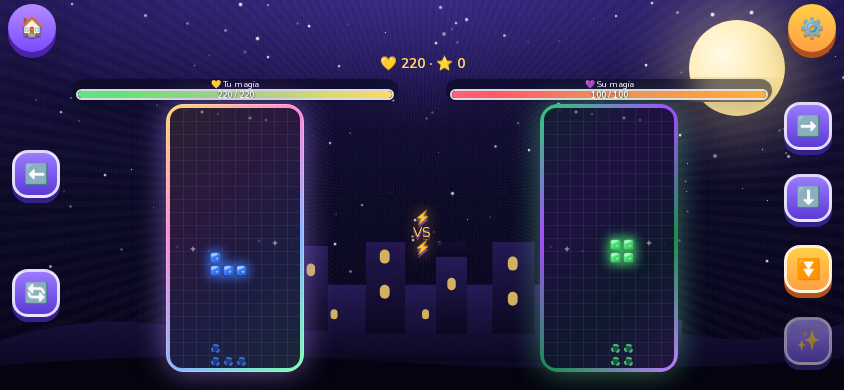 💛 220 · ⭐ 0
💛 Tu magia
220/220
💜 Su magia
100/100
⚡
VS
⚡